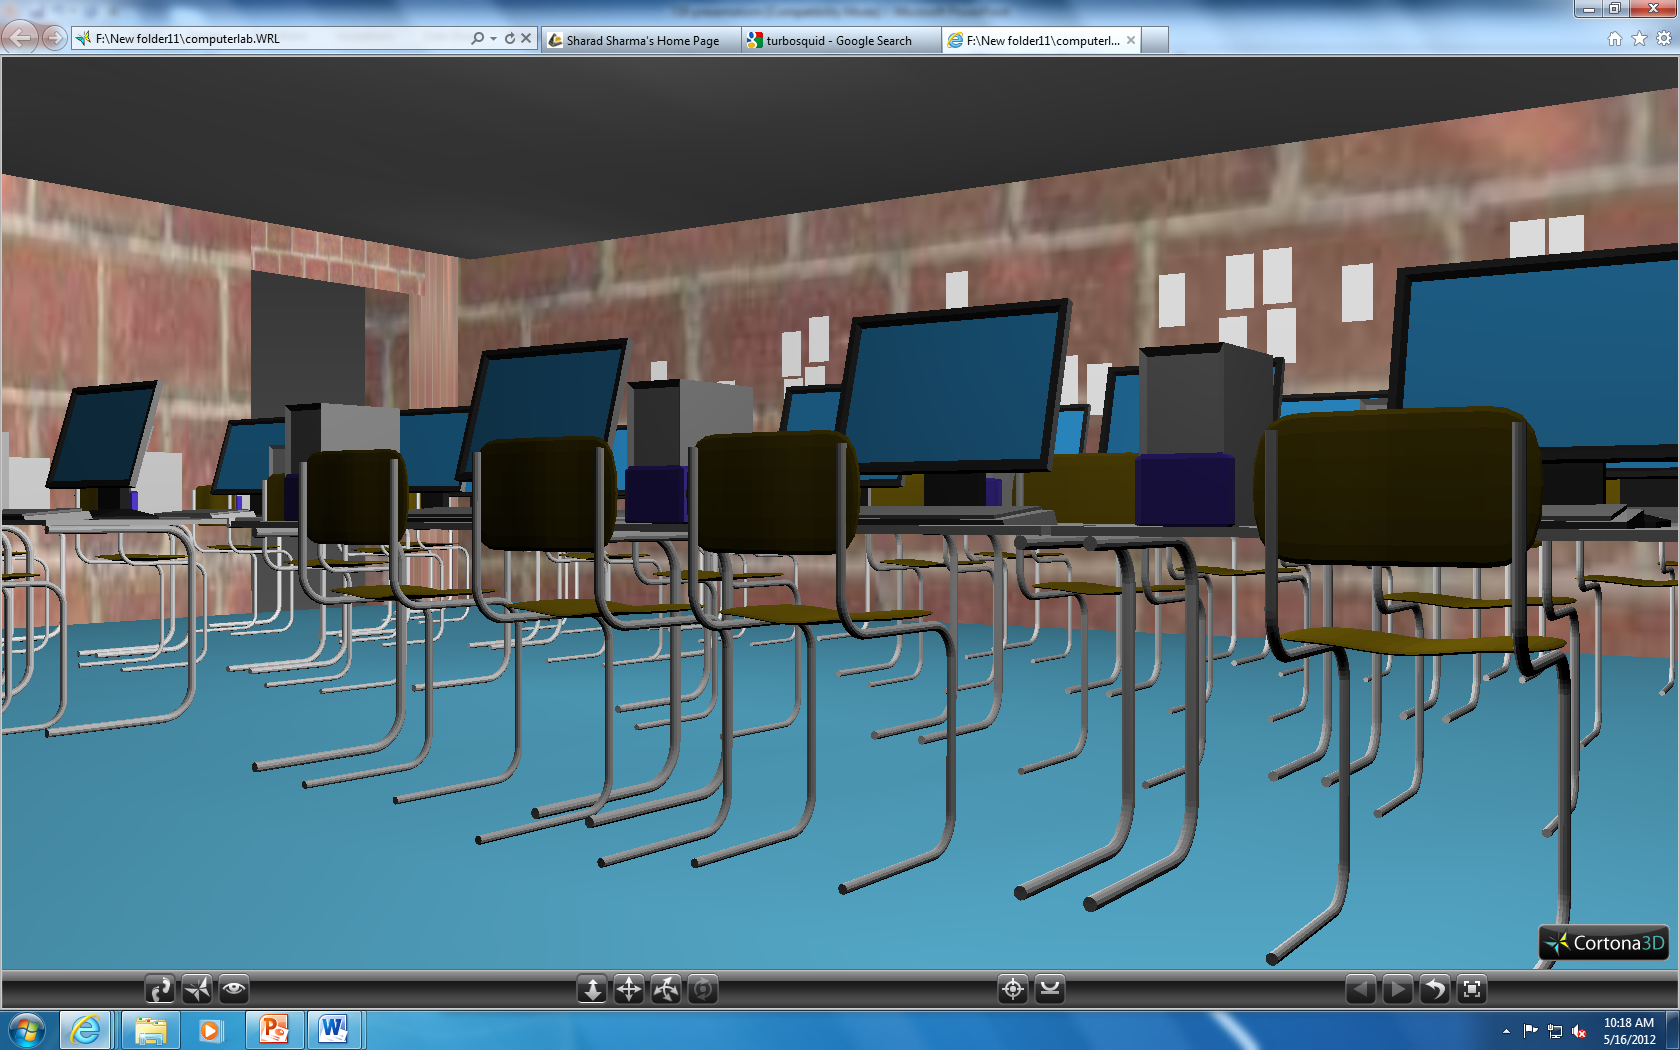 F:\New folder11\computerlab.WRL
Sharad Sharma's Home Page
turbosquid - Google Search
F:\New folder11\computerl...
Cortona3D
10:18 AM
5/16/2012